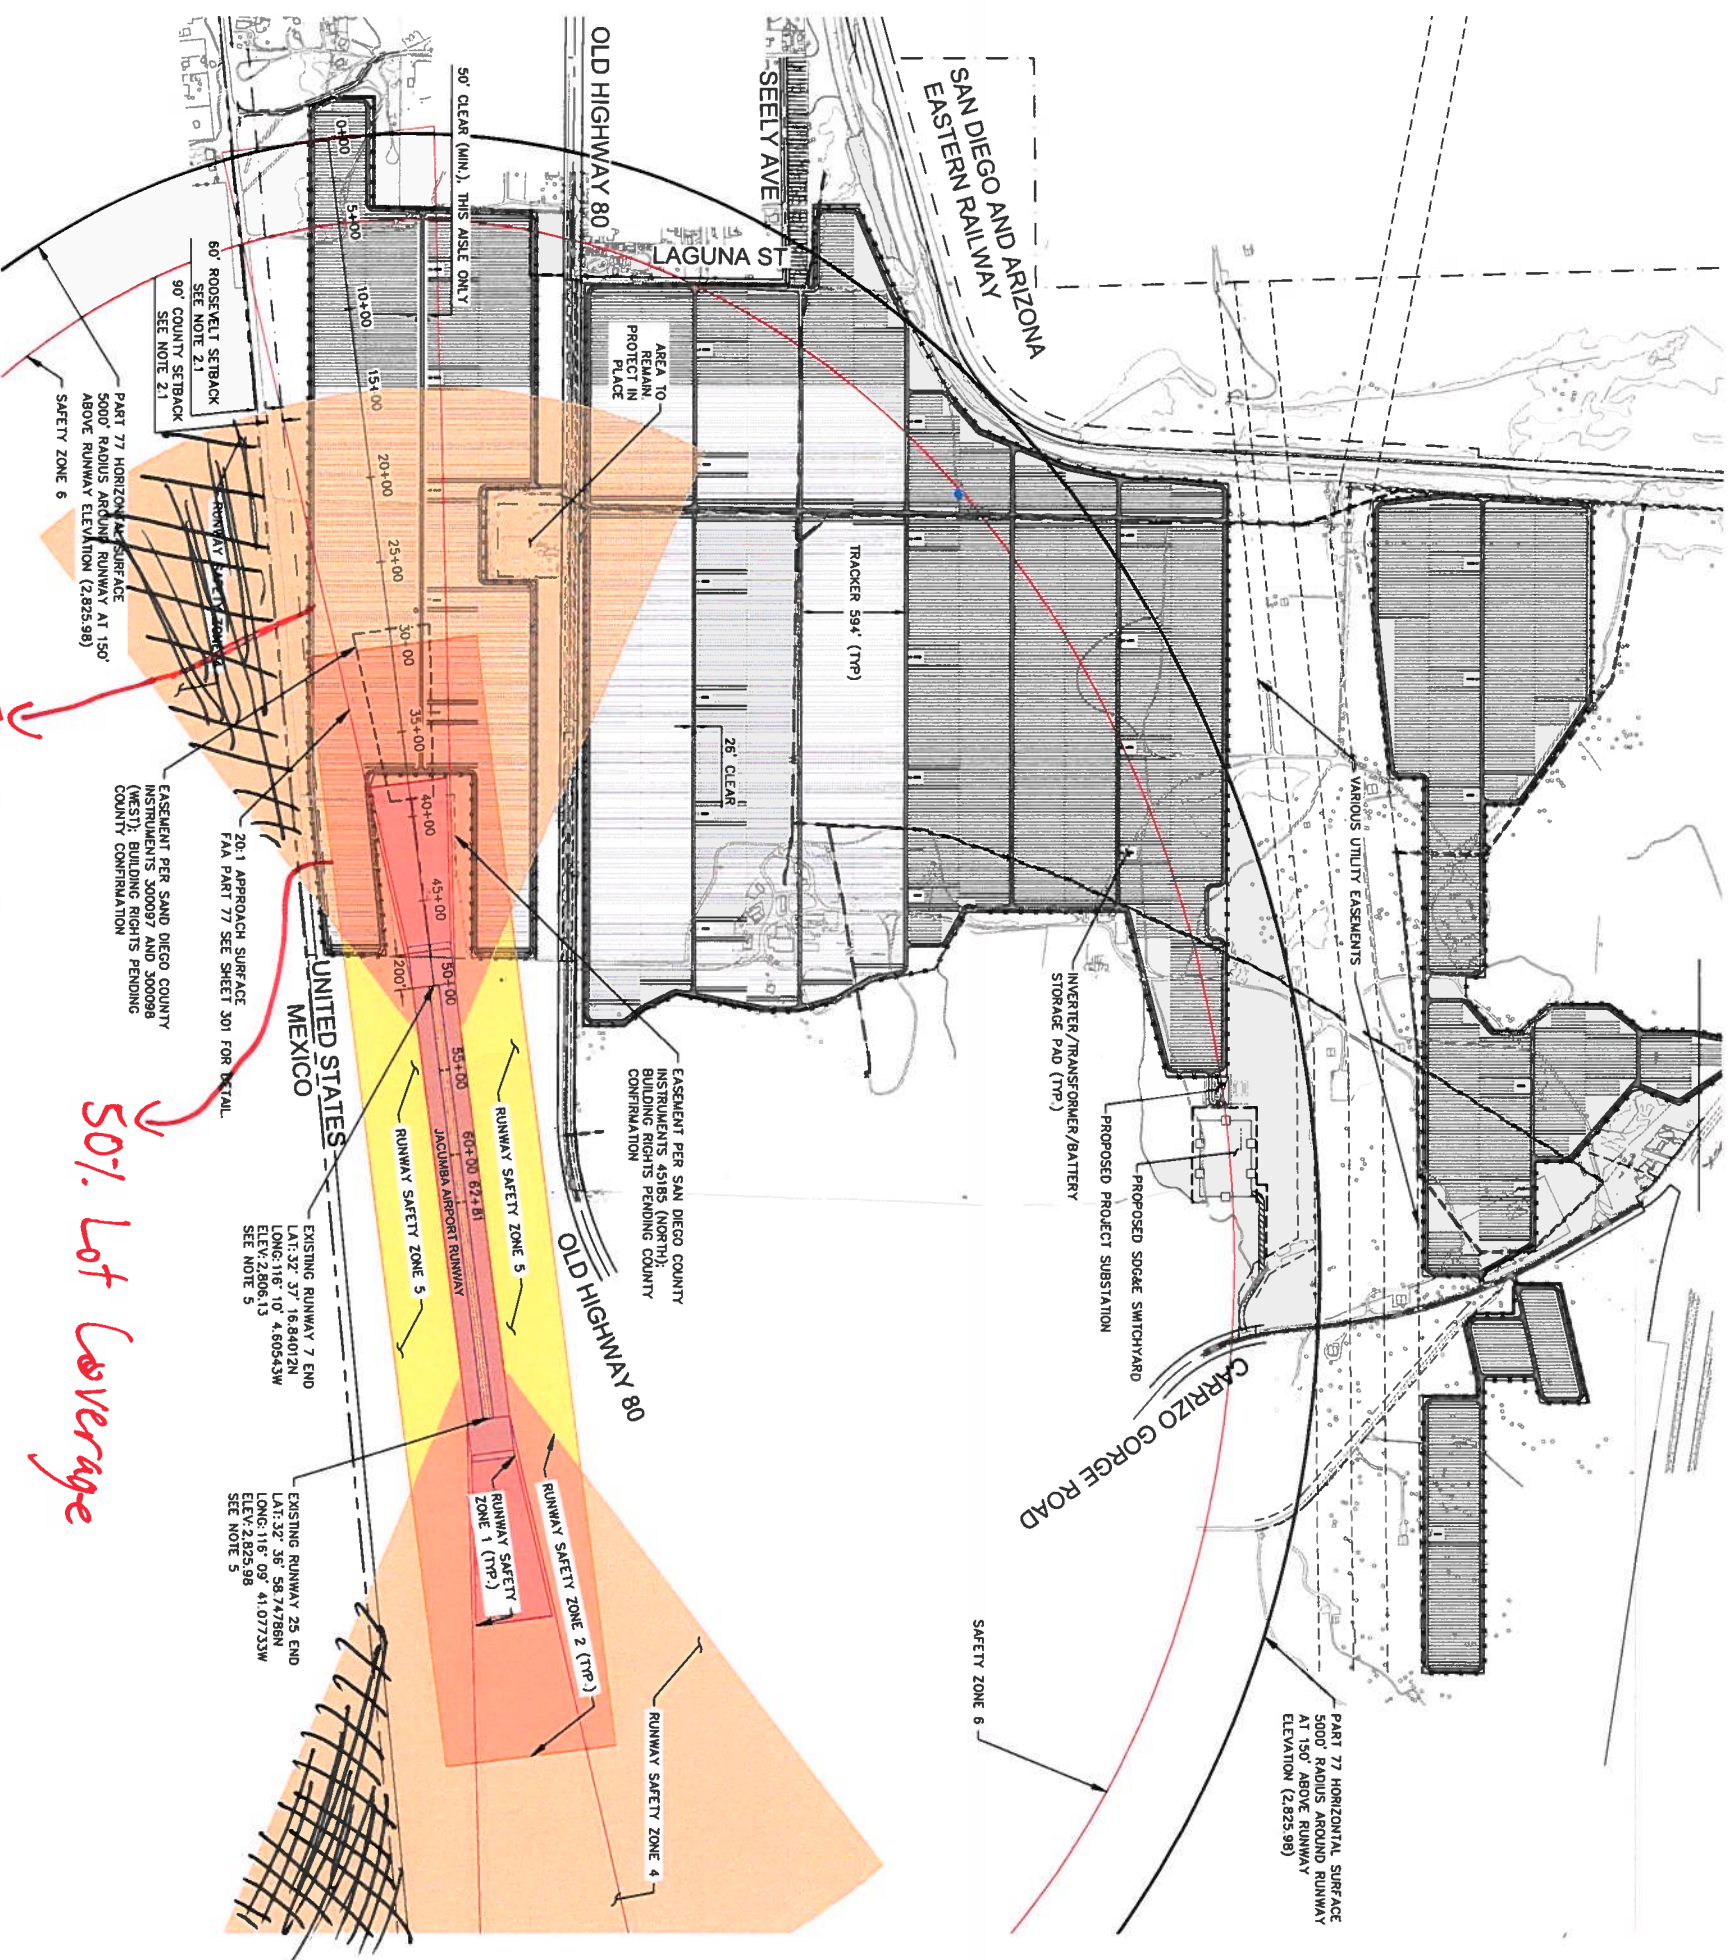 SAN DIEGO AND ARIZONA
EASTERN RAILWAY
OLD HIGHWAY 80
SEELY AVE
LAGUNA ST
50' CLEAR (MIN.), THIS AISLE ONLY
0+00
5+00
10+00
15+00
20+00
25+00
30+00
35+00
40+00
45+00
50+00
55+00
60+00
62+81
200'
60' ROOSEVELT SETBACK
SEE NOTE 2.1
90' COUNTY SETBACK
SEE NOTE 2.1
PART 77 HORIZONTAL SURFACE
5000' RADIUS AROUND RUNWAY AT 150'
ABOVE RUNWAY ELEVATION (2,825.98)
SAFETY ZONE 6
AREA TO
REMAIN.
PROTECT IN
PLACE
TRACKER 594' (TYP)
26' CLEAR
VARIOUS UTILITY EASEMENTS
INVERTER/TRANSFORMER/BATTERY
STORAGE PAD (TYP.)
PROPOSED PROJECT SUBSTATION
PROPOSED SDG&E SWITCHYARD
EASEMENT PER SAND DIEGO COUNTY
INSTRUMENTS 300097 AND 300098
(WEST); BUILDING RIGHTS PENDING
COUNTY CONFIRMATION
20:1 APPROACH SURFACE
FAA PART 77 SEE SHEET 301 FOR DETAIL
EASEMENT PER SAN DIEGO COUNTY
INSTRUMENTS 45185 (NORTH);
BUILDING RIGHTS PENDING COUNTY
CONFIRMATION
UNITED STATES
MEXICO
RUNWAY SAFETY ZONE 5
RUNWAY SAFETY ZONE 5
JACUMBA AIRPORT RUNWAY
OLD HIGHWAY 80
CARRIZO GORGE ROAD
EXISTING RUNWAY 7 END
LAT:32° 37' 16.84012N
LONG:116° 10' 4.60543W
ELEV:2,806.13
SEE NOTE 5
EXISTING RUNWAY 25 END
LAT:32° 36' 58.74786N
LONG:116° 09' 41.07733W
ELEV:2,825.98
SEE NOTE 5
RUNWAY SAFETY
ZONE 1 (TYP.)
RUNWAY SAFETY ZONE 2 (TYP.)
RUNWAY SAFETY ZONE 4
SAFETY ZONE 6
PART 77 HORIZONTAL SURFACE
5000' RADIUS AROUND RUNWAY
AT 150' ABOVE RUNWAY
ELEVATION (2,825.98)
50% Lot Coverage